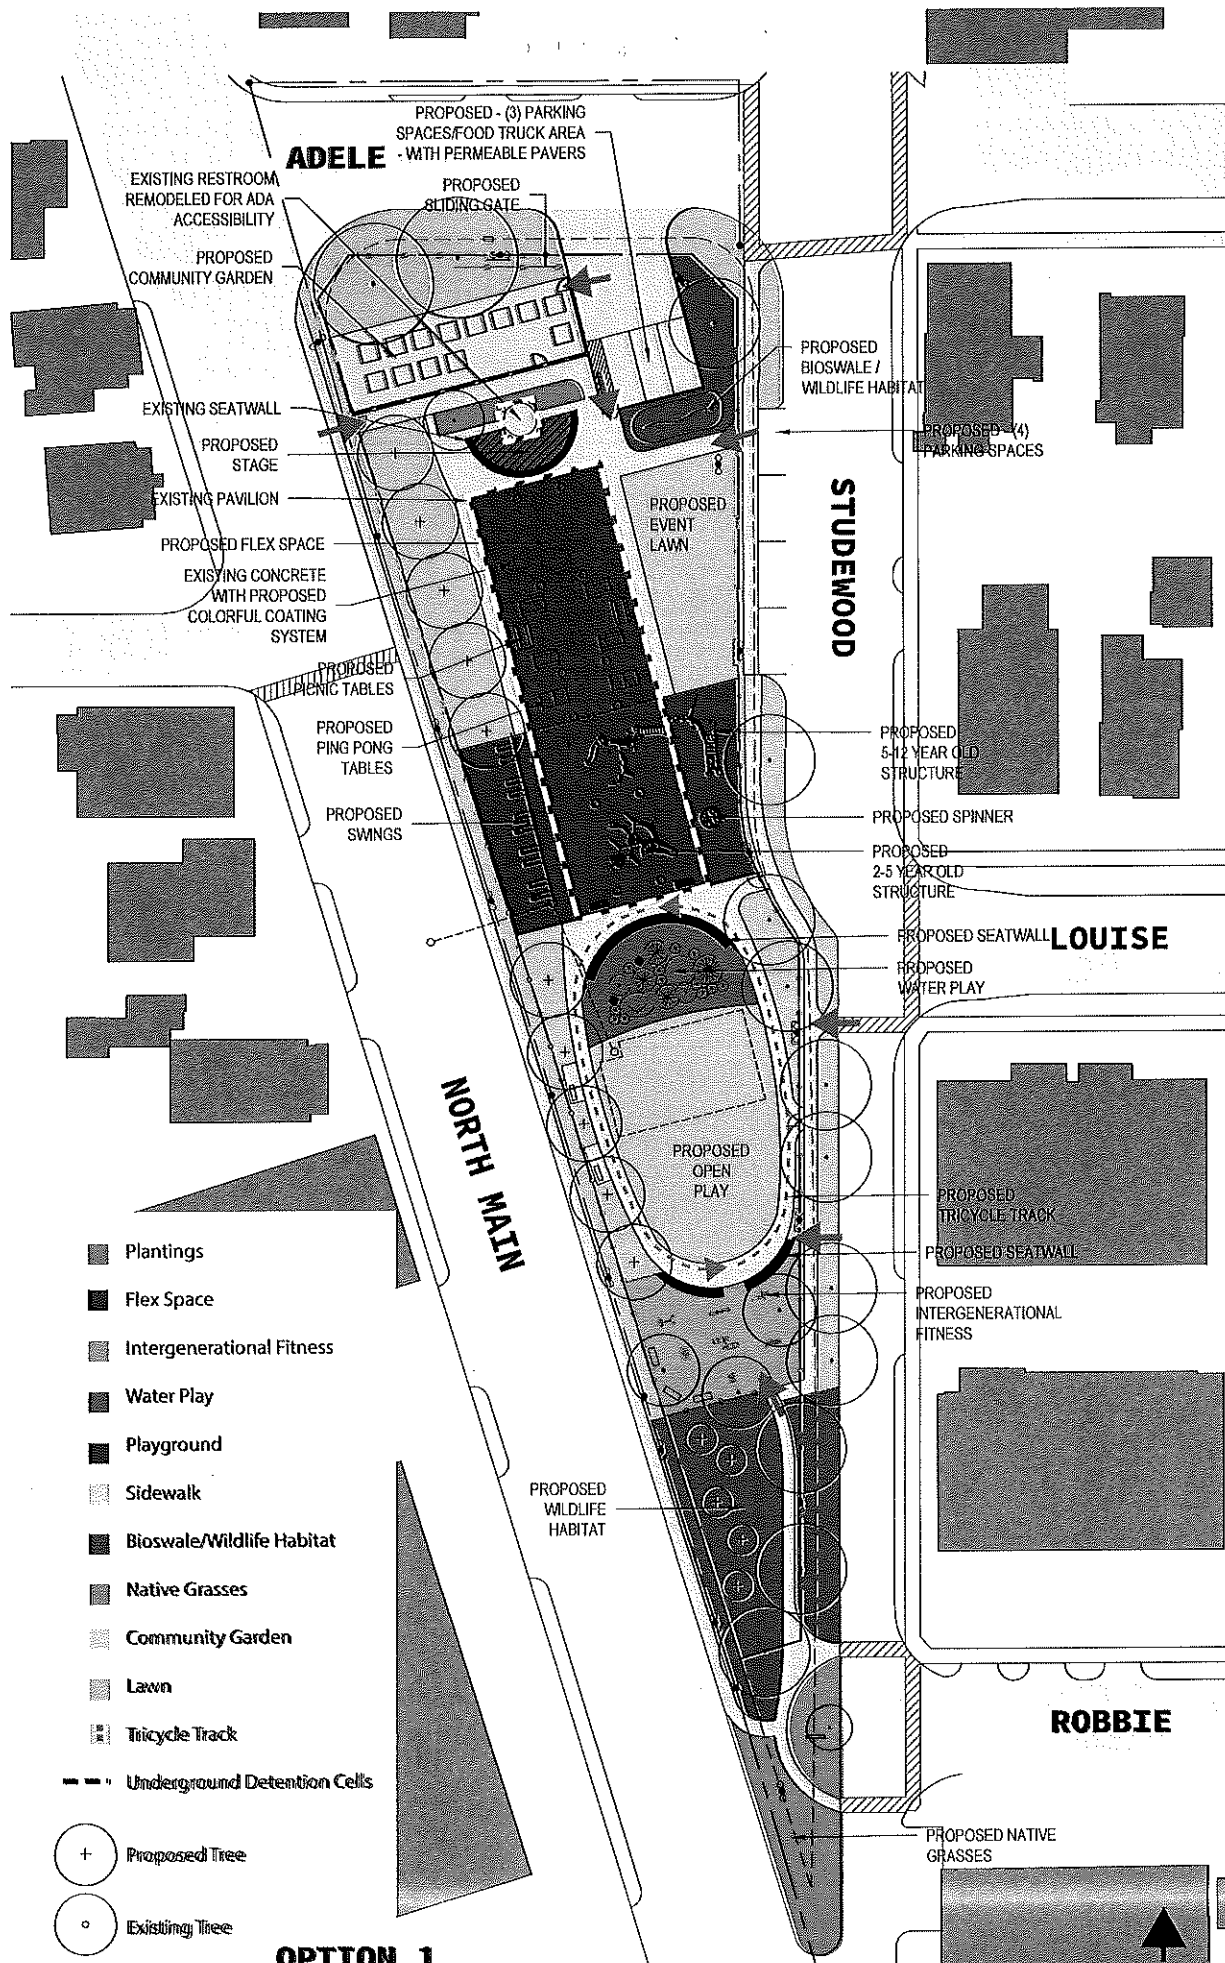 PROPOSED - (3) PARKING
SPACES/FOOD TRUCK AREA
- WITH PERMEABLE PAVERS
ADELE
EXISTING RESTROOM
REMODELED FOR ADA
ACCESSIBILITY
PROPOSED
SLIDING GATE
PROPOSED
COMMUNITY GARDEN
PROPOSED
BIOSWALE /
WILDLIFE HABITAT
EXISTING SEATWALL
PROPOSED - (4)
PARKING SPACES
PROPOSED
STAGE
EXISTING PAVILION
PROPOSED
EVENT
LAWN
STUDEWOOD
PROPOSED FLEX SPACE
EXISTING CONCRETE
WITH PROPOSED
COLORFUL COATING
SYSTEM
PROPOSED
PICNIC TABLES
PROPOSED
PING PONG
TABLES
PROPOSED
5-12 YEAR OLD
STRUCTURE
PROPOSED
SWINGS
PROPOSED SPINNER
PROPOSED
2-5 YEAR OLD
STRUCTURE
PROPOSED SEATWALL
LOUISE
PROPOSED
WATER PLAY
NORTH MAIN
PROPOSED
OPEN
PLAY
PROPOSED
TRICYCLE TRACK
PROPOSED SEATWALL
PROPOSED
INTERGENERATIONAL
FITNESS
PROPOSED
WILDLIFE
HABITAT
ROBBIE
PROPOSED NATIVE
GRASSES
Plantings
Flex Space
Intergenerational Fitness
Water Play
Playground
Sidewalk
Bioswale/Wildlife Habitat
Native Grasses
Community Garden
Lawn
Tricycle Track
Underground Detention Cells
Proposed Tree
Existing Tree
OPTION 1